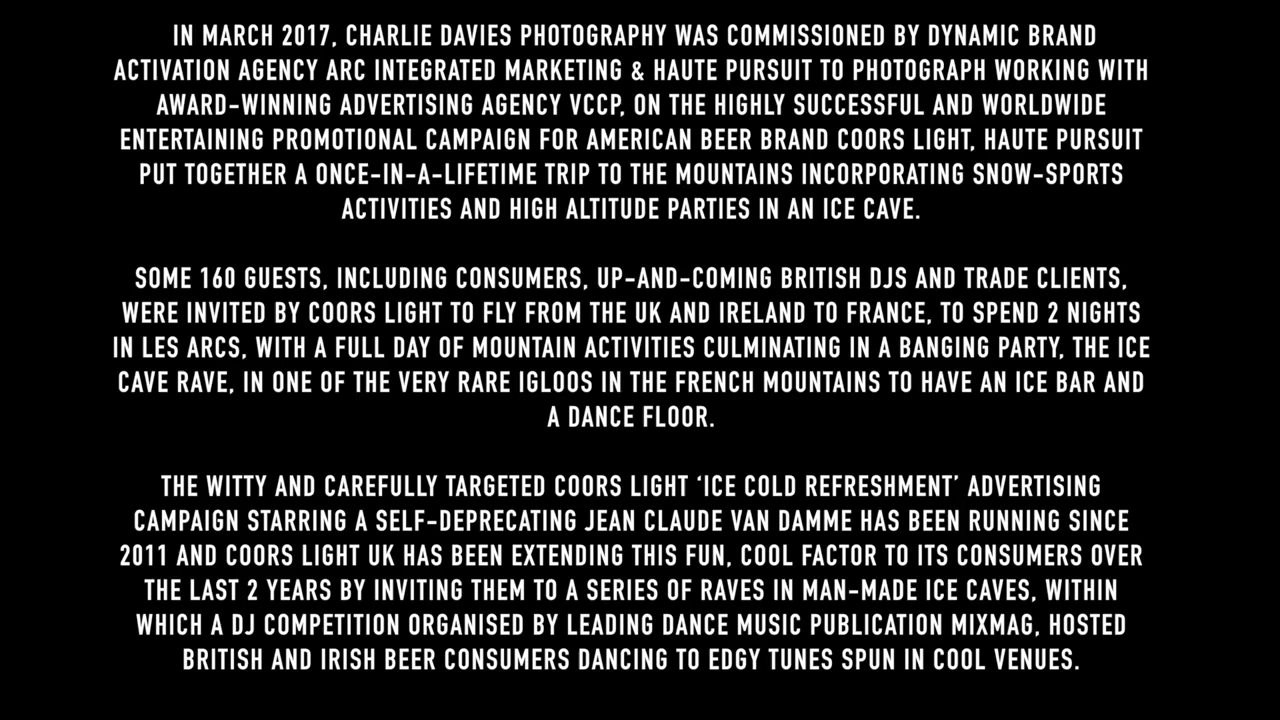 IN MARCH 2017, CHARLIE DAVIES PHOTOGRAPHY WAS COMMISSIONED BY DYNAMIC BRAND
ACTIVATION AGENCY ARC INTEGRATED MARKETING & HAUTE PURSUIT TO PHOTOGRAPH WORKING WITH
AWARD-WINNING ADVERTISING AGENCY VCCP, ON THE HIGHLY SUCCESSFUL AND WORLDWIDE
ENTERTAINING PROMOTIONAL CAMPAIGN FOR AMERICAN BEER BRAND COORS LIGHT, HAUTE PURSUIT
PUT TOGETHER A ONCE-IN-A-LIFETIME TRIP TO THE MOUNTAINS INCORPORATING SNOW-SPORTS
ACTIVITIES AND HIGH ALTITUDE PARTIES IN AN ICE CAVE.
SOME 160 GUESTS, INCLUDING CONSUMERS, UP-AND-COMING BRITISH DJS AND TRADE CLIENTS,
WERE INVITED BY COORS LIGHT TO FLY FROM THE UK AND IRELAND TO FRANCE, TO SPEND 2 NIGHTS
IN LES ARCS, WITH A FULL DAY OF MOUNTAIN ACTIVITIES CULMINATING IN A BANGING PARTY, THE ICE
CAVE RAVE, IN ONE OF THE VERY RARE IGLOOS IN THE FRENCH MOUNTAINS TO HAVE AN ICE BAR AND
A DANCE FLOOR.
THE WITTY AND CAREFULLY TARGETED COORS LIGHT ‘ICE COLD REFRESHMENT’ ADVERTISING
CAMPAIGN STARRING A SELF-DEPRECATING JEAN CLAUDE VAN DAMME HAS BEEN RUNNING SINCE
2011 AND COORS LIGHT UK HAS BEEN EXTENDING THIS FUN, COOL FACTOR TO ITS CONSUMERS OVER
THE LAST 2 YEARS BY INVITING THEM TO A SERIES OF RAVES IN MAN-MADE ICE CAVES, WITHIN
WHICH A DJ COMPETITION ORGANISED BY LEADING DANCE MUSIC PUBLICATION MIXMAG, HOSTED
BRITISH AND IRISH BEER CONSUMERS DANCING TO EDGY TUNES SPUN IN COOL VENUES.